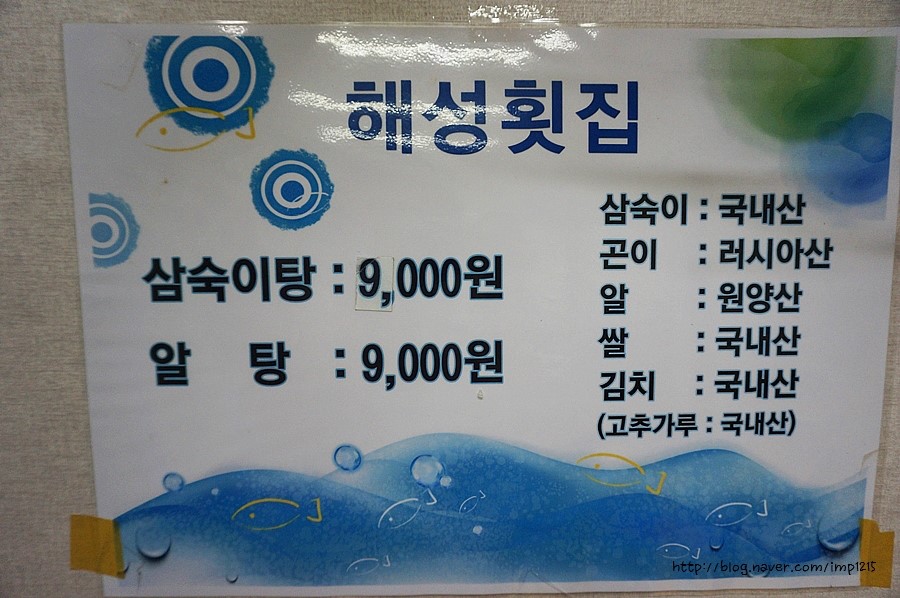 해성횟집
삼숙이탕 : 9,000원
알 탕 : 9,000원
삼숙이 : 국내산
곤이 : 러시아산
알 : 원양산
쌀 : 국내산
김치 : 국내산
(고추가루 : 국내산)
http://blog.naver.com/imp1215